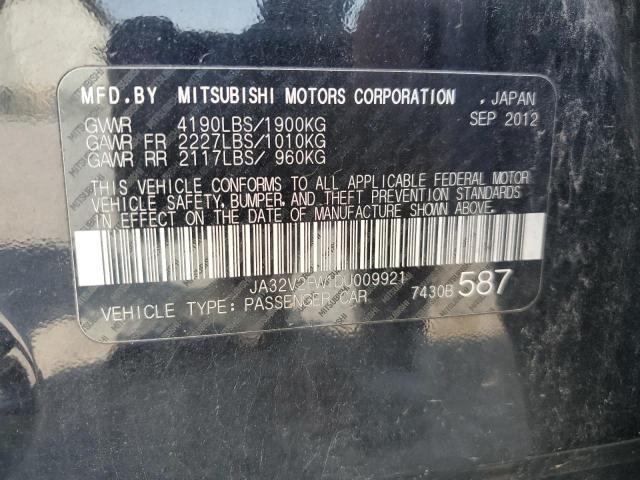 MFD.BY MITSUBISHI MOTORS CORPORATION , JAPAN
GVWR 4190LBS/1900KG SEP 2012
GAWR FR 2227LBS/1010KG
GAWR RR 2117LBS/ 960KG
THIS VEHICLE CONFORMS TO ALL APPLICABLE FEDERAL MOTOR
VEHICLE SAFETY, BUMPER, AND THEFT PREVENTION STANDARDS
IN EFFECT ON THE DATE OF MANUFACTURE SHOWN ABOVE.
JA32V2FW1DU009921
VEHICLE TYPE: PASSENGER CAR 7430B 587